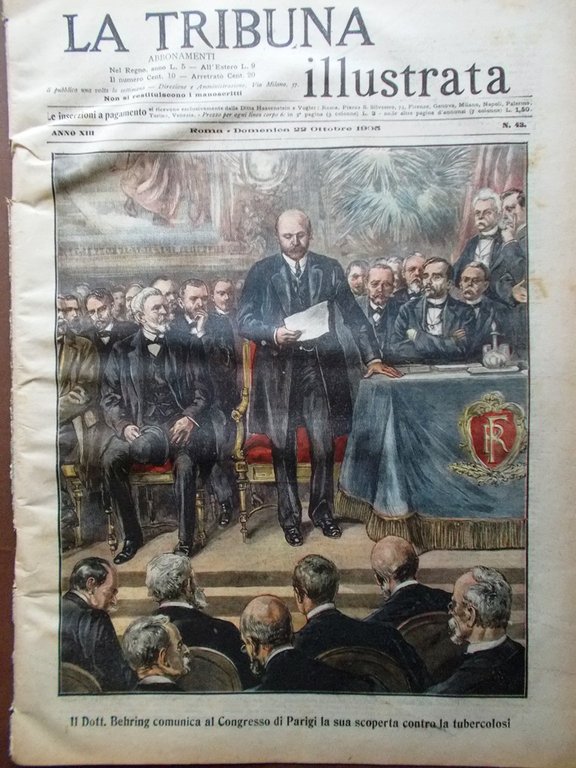 LA TRIBUNA
illustrata
ABBONAMENTI
Nel Regno, anno L. 5 — All'Estero L. 9
Il numero Cent. 10 — Arretrato Cent. 20
Si pubblica una volta la settimana — Direzione e Amministrazione, Via Milano, 37.
Non si restituiscono i manoscritti
Le inserzioni a pagamento si ricevono esclusivamente dalla Ditta Haasenstein e Vogler: Roma, Piazza S. Silvestro, 75, Firenze, Genova, Milano, Napoli, Palermo,
Torino, Venezia. - Prezzo per ogni linea corpo 6: in 5ª pagina (3 colonne) L. 2 - nelle altre pagine d'annunzi (7 colonne) L. 1,50.
ANNO XIII
Roma - Domenica 22 Ottobre 1905
N. 43.
RF
Il Dott. Behring comunica al Congresso di Parigi la sua scoperta contro la tubercolosi